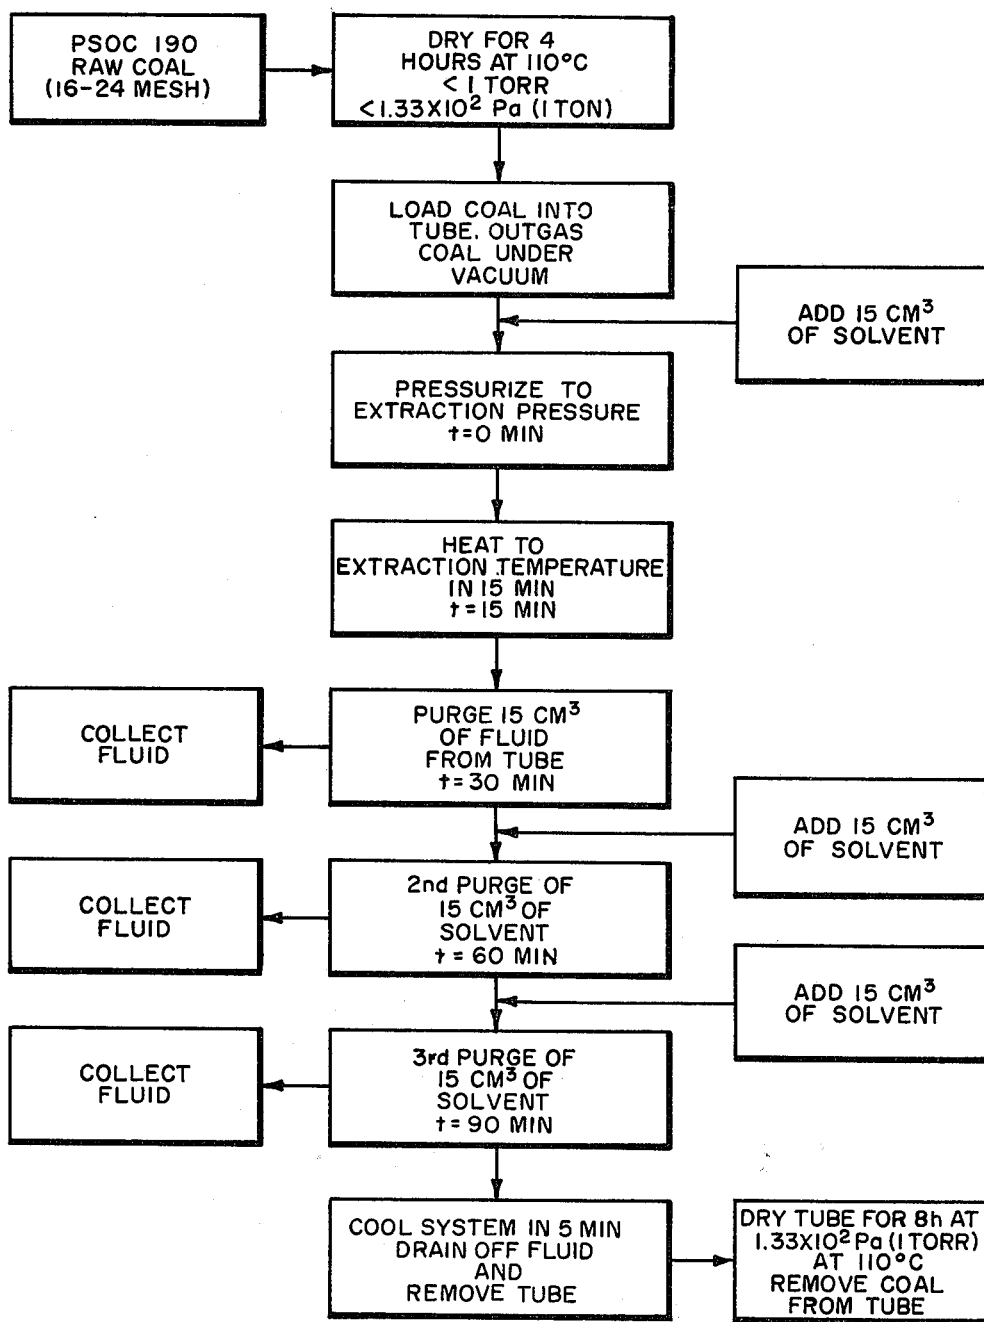 PSOC 190
RAW COAL
(16-24 MESH)
DRY FOR 4
HOURS AT 110°C
< 1 TORR
<1.33X10² Pa (1 TON)
LOAD COAL INTO
TUBE. OUTGAS
COAL UNDER
VACUUM
ADD 15 CM³
OF SOLVENT
PRESSURIZE TO
EXTRACTION PRESSURE
t=0 MIN
HEAT TO
EXTRACTION TEMPERATURE
IN 15 MIN
t=15 MIN
PURGE 15 CM³
OF FLUID
FROM TUBE
t=30 MIN
COLLECT
FLUID
ADD 15 CM³
OF SOLVENT
2nd PURGE OF
15 CM³ OF
SOLVENT
t=60 MIN
COLLECT
FLUID
ADD 15 CM³
OF SOLVENT
3rd PURGE OF
15 CM³ OF
SOLVENT
t=90 MIN
COLLECT
FLUID
COOL SYSTEM IN 5 MIN
DRAIN OFF FLUID
AND
REMOVE TUBE
DRY TUBE FOR 8h AT
1.33X10² Pa (1 TORR)
AT 110°C
REMOVE COAL
FROM TUBE